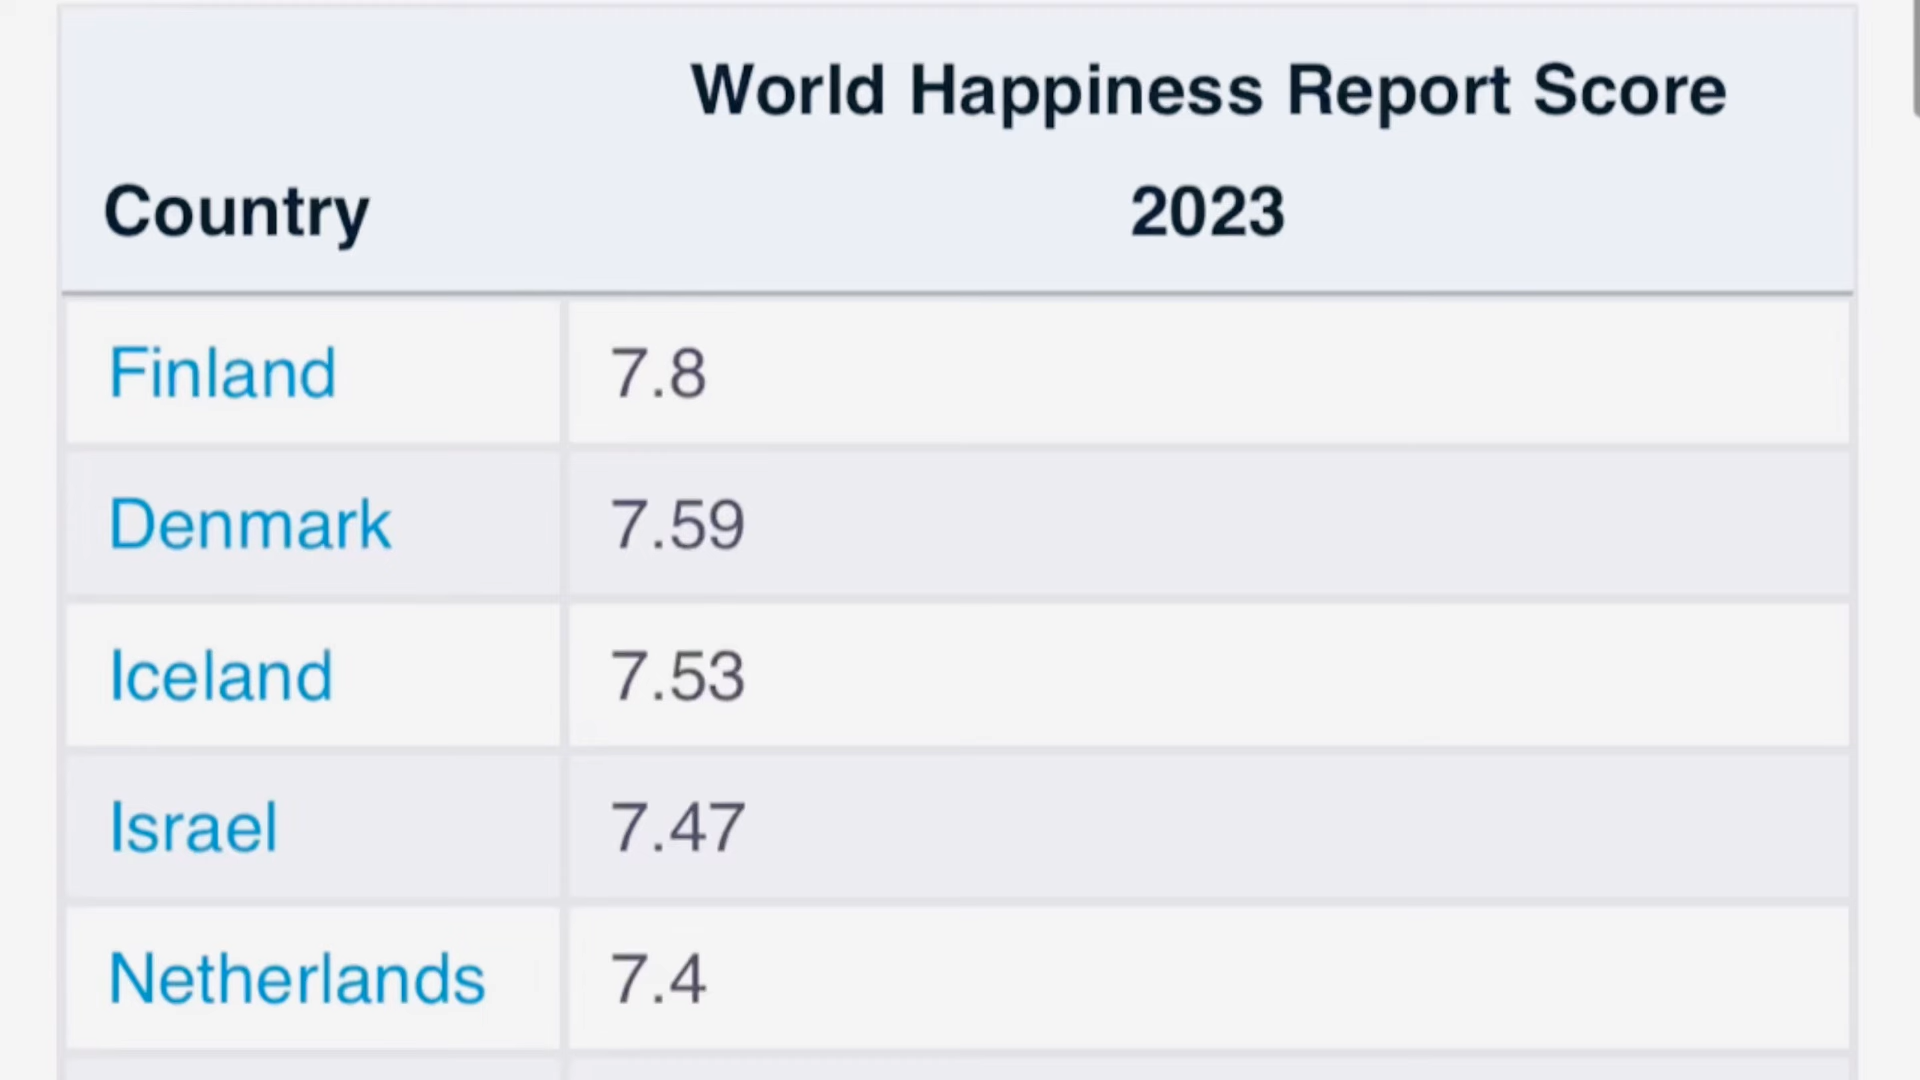 World Happiness Report Score
Country 2023
Finland 7.8
Denmark 7.59
Iceland 7.53
Israel 7.47
Netherlands 7.4